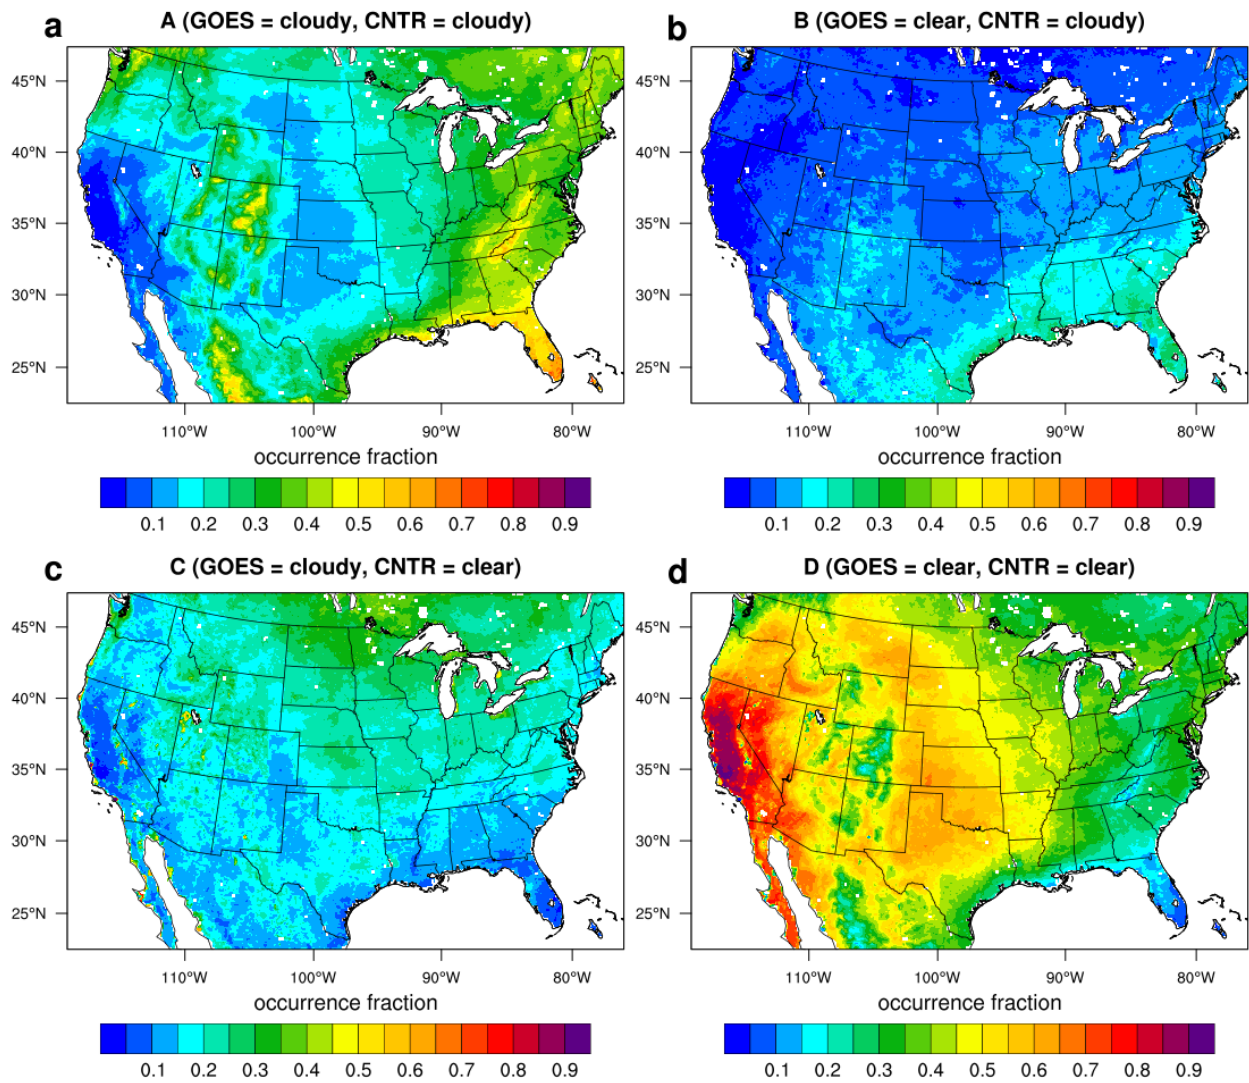 a A (GOES = cloudy, CNTR = cloudy)
45°N
40°N
35°N
30°N
25°N
110°W 100°W 90°W 80°W
occurrence fraction
0.1 0.2 0.3 0.4 0.5 0.6 0.7 0.8 0.9
b B (GOES = clear, CNTR = cloudy)
45°N
40°N
35°N
30°N
25°N
110°W 100°W 90°W 80°W
occurrence fraction
0.1 0.2 0.3 0.4 0.5 0.6 0.7 0.8 0.9
c C (GOES = cloudy, CNTR = clear)
45°N
40°N
35°N
30°N
25°N
110°W 100°W 90°W 80°W
occurrence fraction
0.1 0.2 0.3 0.4 0.5 0.6 0.7 0.8 0.9
d D (GOES = clear, CNTR = clear)
45°N
40°N
35°N
30°N
25°N
110°W 100°W 90°W 80°W
occurrence fraction
0.1 0.2 0.3 0.4 0.5 0.6 0.7 0.8 0.9